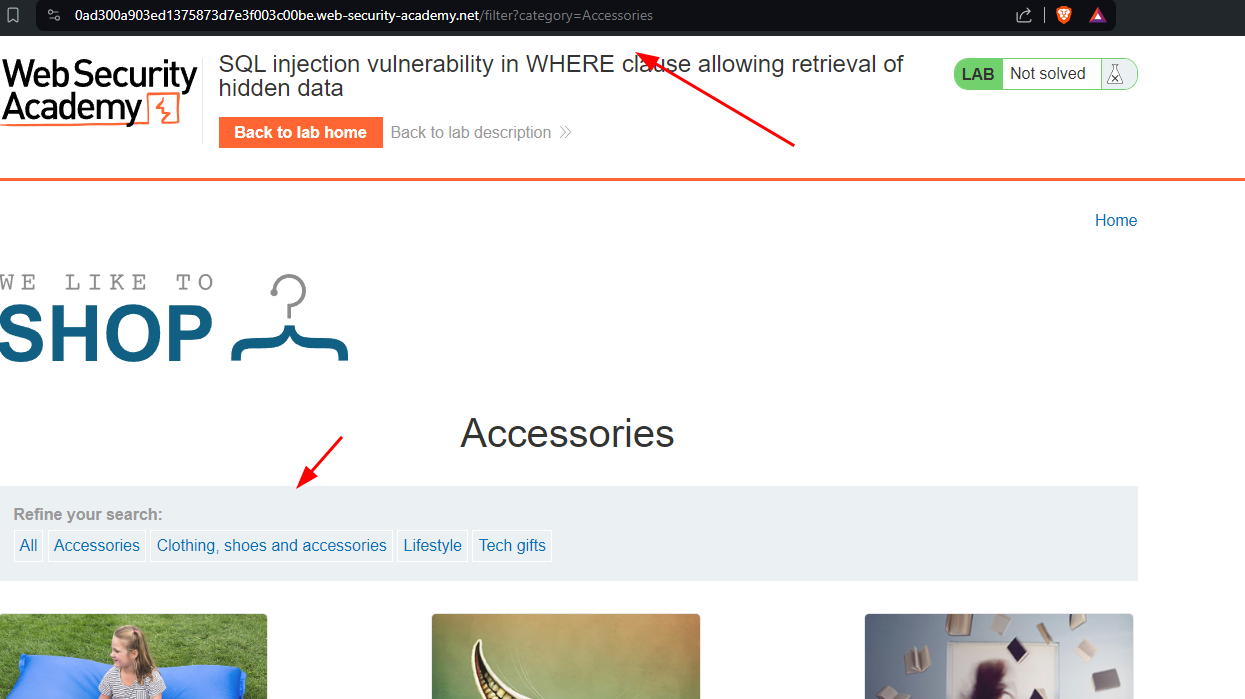 0ad300a903ed1375873d7e3f003c00be.web-security-academy.net/filter?category=Accessories
Web Security
Academy
SQL injection vulnerability in WHERE clause allowing retrieval of
hidden data
LAB Not solved
Back to lab home Back to lab description
Home
WE LIKE TO
SHOP
Accessories
Refine your search:
All Accessories Clothing, shoes and accessories Lifestyle Tech gifts